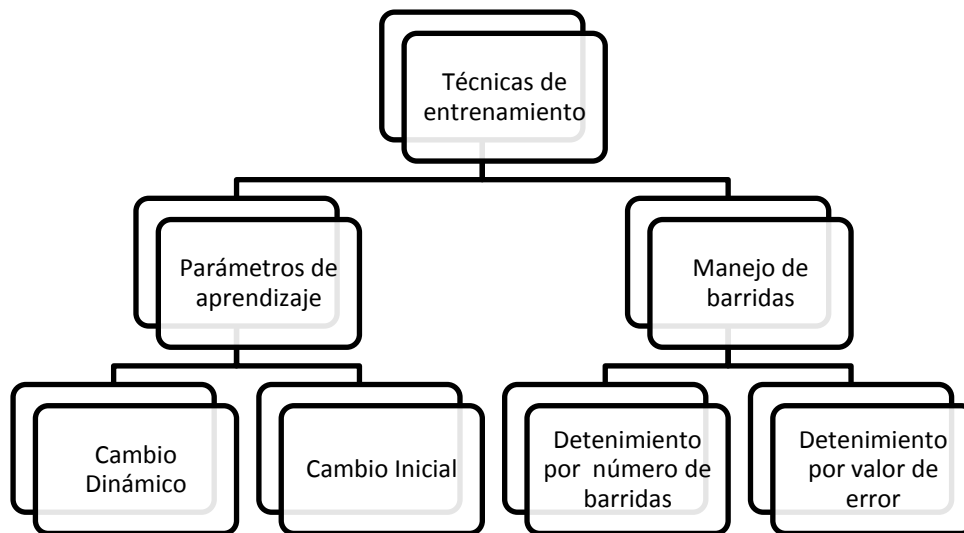 Técnicas de
entrenamiento
Parámetros de
aprendizaje
Manejo de
barridas
Cambio
Dinámico
Cambio Inicial
Detenimiento
por número de
barridas
Detenimiento
por valor de
error